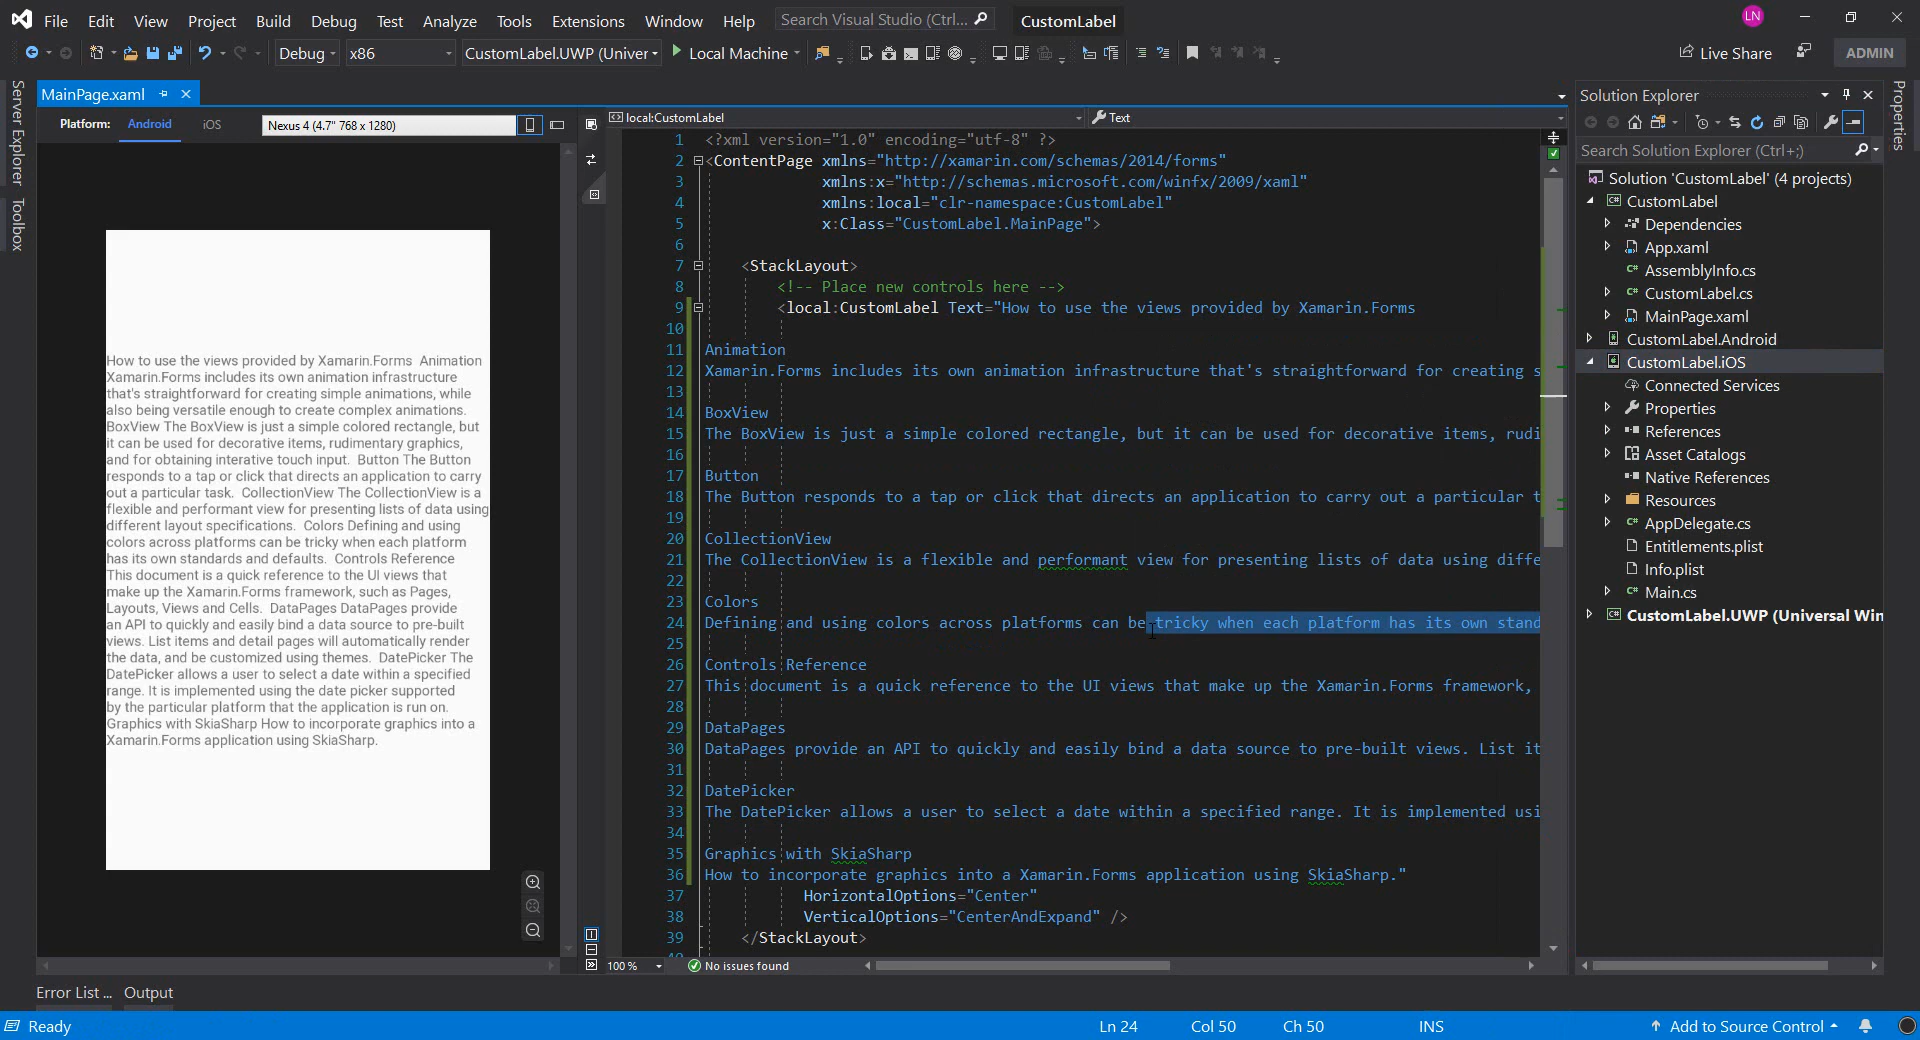 File Edit View Project Build Debug Test Analyze Tools Extensions Window Help Search Visual Studio (Ctrl... CustomLabel LN
Debug x86 CustomLabel.UWP (Univer Local Machine Live Share ADMIN
Server Explorer
Toolbox
MainPage.xaml
Platform: Android iOS Nexus 4 (4.7" 768 x 1280)
How to use the views provided by Xamarin.Forms Animation
Xamarin.Forms includes its own animation infrastructure
that's straightforward for creating simple animations, while
also being versatile enough to create complex animations.
BoxView The BoxView is just a simple colored rectangle, but
it can be used for decorative items, rudimentary graphics,
and for obtaining interative touch input. Button The Button
responds to a tap or click that directs an application to carry
out a particular task. CollectionView The CollectionView is a
flexible and performant view for presenting lists of data using
different layout specifications. Colors Defining and using
colors across platforms can be tricky when each platform
has its own standards and defaults. Controls Reference
This document is a quick reference to the UI views that
make up the Xamarin.Forms framework, such as Pages,
Layouts, Views and Cells. DataPages DataPages provide
an API to quickly and easily bind a data source to pre-built
views. List items and detail pages will automatically render
the data, and be customized using themes. DatePicker The
DatePicker allows a user to select a date within a specified
range. It is implemented using the date picker supported
by the particular platform that the application is run on.
Graphics with SkiaSharp How to incorporate graphics into a
Xamarin.Forms application using SkiaSharp.
local:CustomLabel Text
1 <?xml version="1.0" encoding="utf-8" ?>
2 <ContentPage xmlns="http://xamarin.com/schemas/2014/forms"
3 xmlns:x="http://schemas.microsoft.com/winfx/2009/xaml"
4 xmlns:local="clr-namespace:CustomLabel"
5 x:Class="CustomLabel.MainPage">
6
7 <StackLayout>
8 <!-- Place new controls here -->
9 <local:CustomLabel Text="How to use the views provided by Xamarin.Forms
10
11 Animation
12 Xamarin.Forms includes its own animation infrastructure that's straightforward for creating s
13
14 BoxView
15 The BoxView is just a simple colored rectangle, but it can be used for decorative items, rudi
16
17 Button
18 The Button responds to a tap or click that directs an application to carry out a particular t
19
20 CollectionView
21 The CollectionView is a flexible and performant view for presenting lists of data using diffe
22
23 Colors
24 Defining and using colors across platforms can be tricky when each platform has its own stand
25
26 Controls Reference
27 This document is a quick reference to the UI views that make up the Xamarin.Forms framework,
28
29 DataPages
30 DataPages provide an API to quickly and easily bind a data source to pre-built views. List it
31
32 DatePicker
33 The DatePicker allows a user to select a date within a specified range. It is implemented usi
34
35 Graphics with SkiaSharp
36 How to incorporate graphics into a Xamarin.Forms application using SkiaSharp."
37 HorizontalOptions="Center"
38 VerticalOptions="CenterAndExpand" />
39 </StackLayout>
100 % No issues found
Solution Explorer
Search Solution Explorer (Ctrl+;)
Solution 'CustomLabel' (4 projects)
CustomLabel
Dependencies
App.xaml
AssemblyInfo.cs
CustomLabel.cs
MainPage.xaml
CustomLabel.Android
CustomLabel.iOS
Connected Services
Properties
References
Asset Catalogs
Native References
Resources
AppDelegate.cs
Entitlements.plist
Info.plist
Main.cs
CustomLabel.UWP (Universal Win
Properties
Error List ... Output
Ready Ln 24 Col 50 Ch 50 INS Add to Source Control